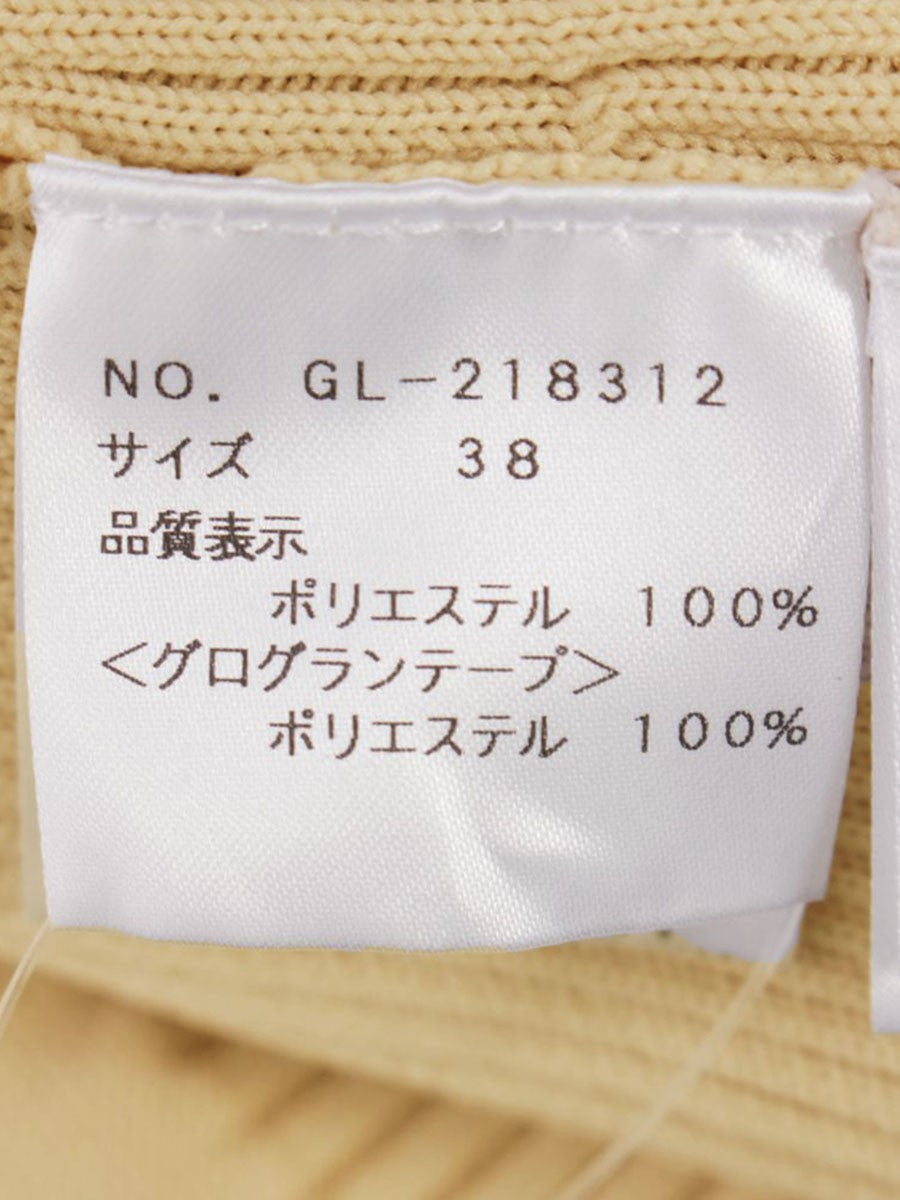 NO. GL-218312
サイズ 38
品質表示
ポリエステル 100%
<グログランテープ>
ポリエステル 100%